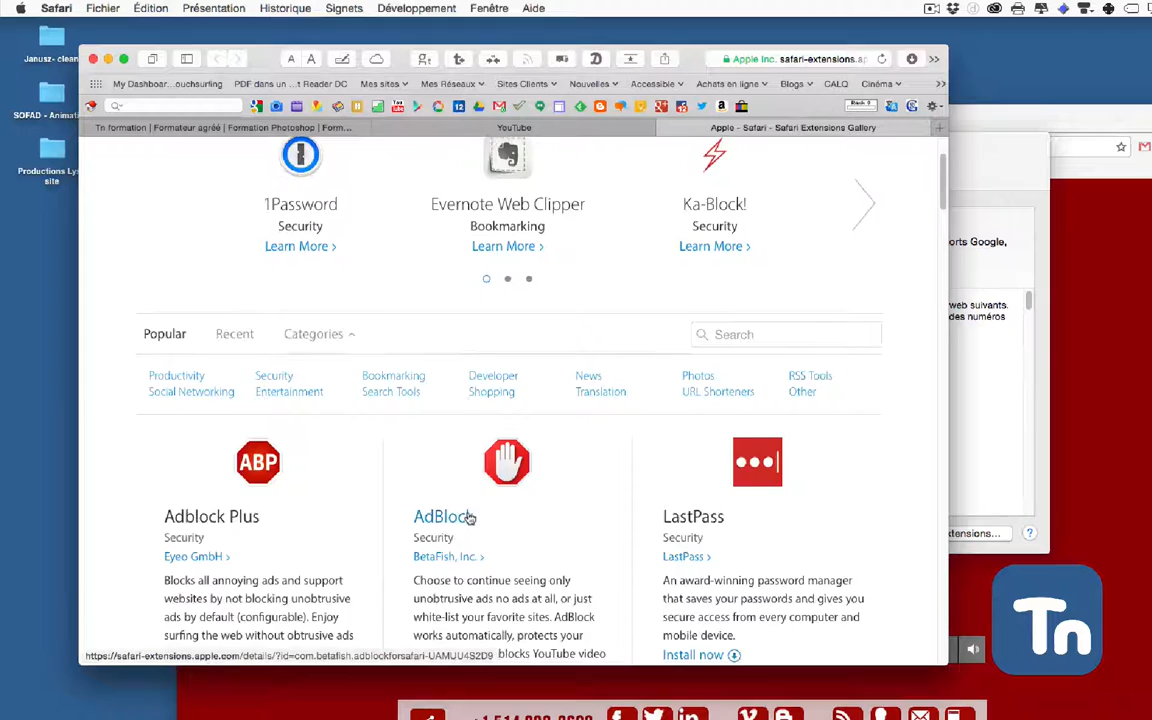 Safari Fichier Édition Présentation Historique Signets Développement Fenêtre Aide
Janusz- clean
SOFAD - Animati
Productions Ly
site
Apple Inc. safari-extensions.ap
My Dashboar...ouchsurfing PDF dans un ...t Reader DC Mes sites Mes Réseaux Sites Clients Nouvelles Accessible Achats en ligne Blogs CALQ Cinéma
Tn formation | Formateur agréé | Formation Photoshop | Form... YouTube Apple - Safari - Safari Extensions Gallery
1Password Evernote Web Clipper Ka-Block!
Security Bookmarking Security
Learn More › Learn More › Learn More ›
orts Google,
web suivants.
des numéros
Popular Recent Categories Search
Productivity Security Bookmarking Developer News Photos RSS Tools
Social Networking Entertainment Search Tools Shopping Translation URL Shorteners Other
ABP
Adblock Plus AdBlock LastPass
Security Security Security
Eyeo GmbH › BetaFish, Inc. › LastPass ›
Blocks all annoying ads and support Choose to continue seeing only An award-winning password manager
websites by not blocking unobtrusive unobtrusive ads no ads at all, or just that saves your passwords and gives you
ads by default (configurable). Enjoy white-list your favorite sites. AdBlock secure access from every computer and
surfing the web without obtrusive ads works automatically, protects your mobile device.
blocks YouTube video Install now
https://safari-extensions.apple.com/details/?id=com.betafish.adblockforsafari-UAMUU4S2D9
xtensions... ?
Tn